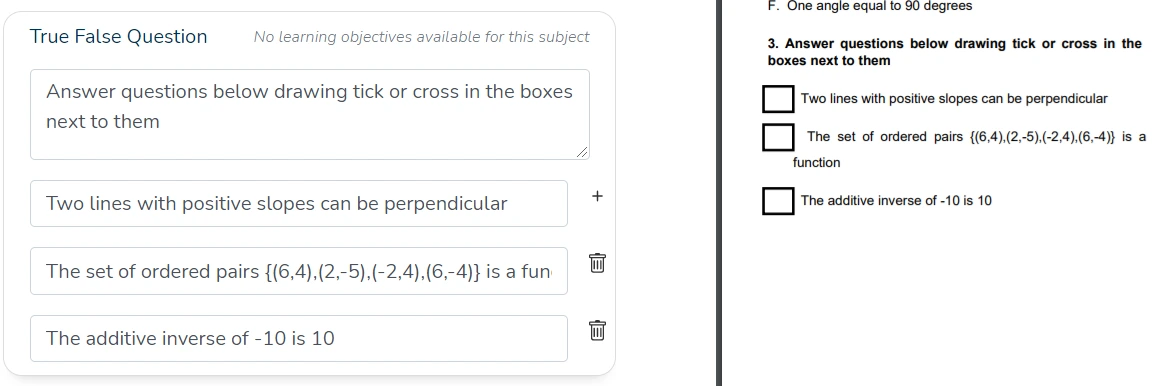 True False Question
No learning objectives available for this subject
Answer questions below drawing tick or cross in the boxes
next to them
Two lines with positive slopes can be perpendicular
The set of ordered pairs {(6,4),(2,-5),(-2,4),(6,-4)} is a fun
The additive inverse of -10 is 10
F. One angle equal to 90 degrees
3. Answer questions below drawing tick or cross in the
boxes next to them
Two lines with positive slopes can be perpendicular
The set of ordered pairs {(6,4),(2,-5),(-2,4),(6,-4)} is a
function
The additive inverse of -10 is 10